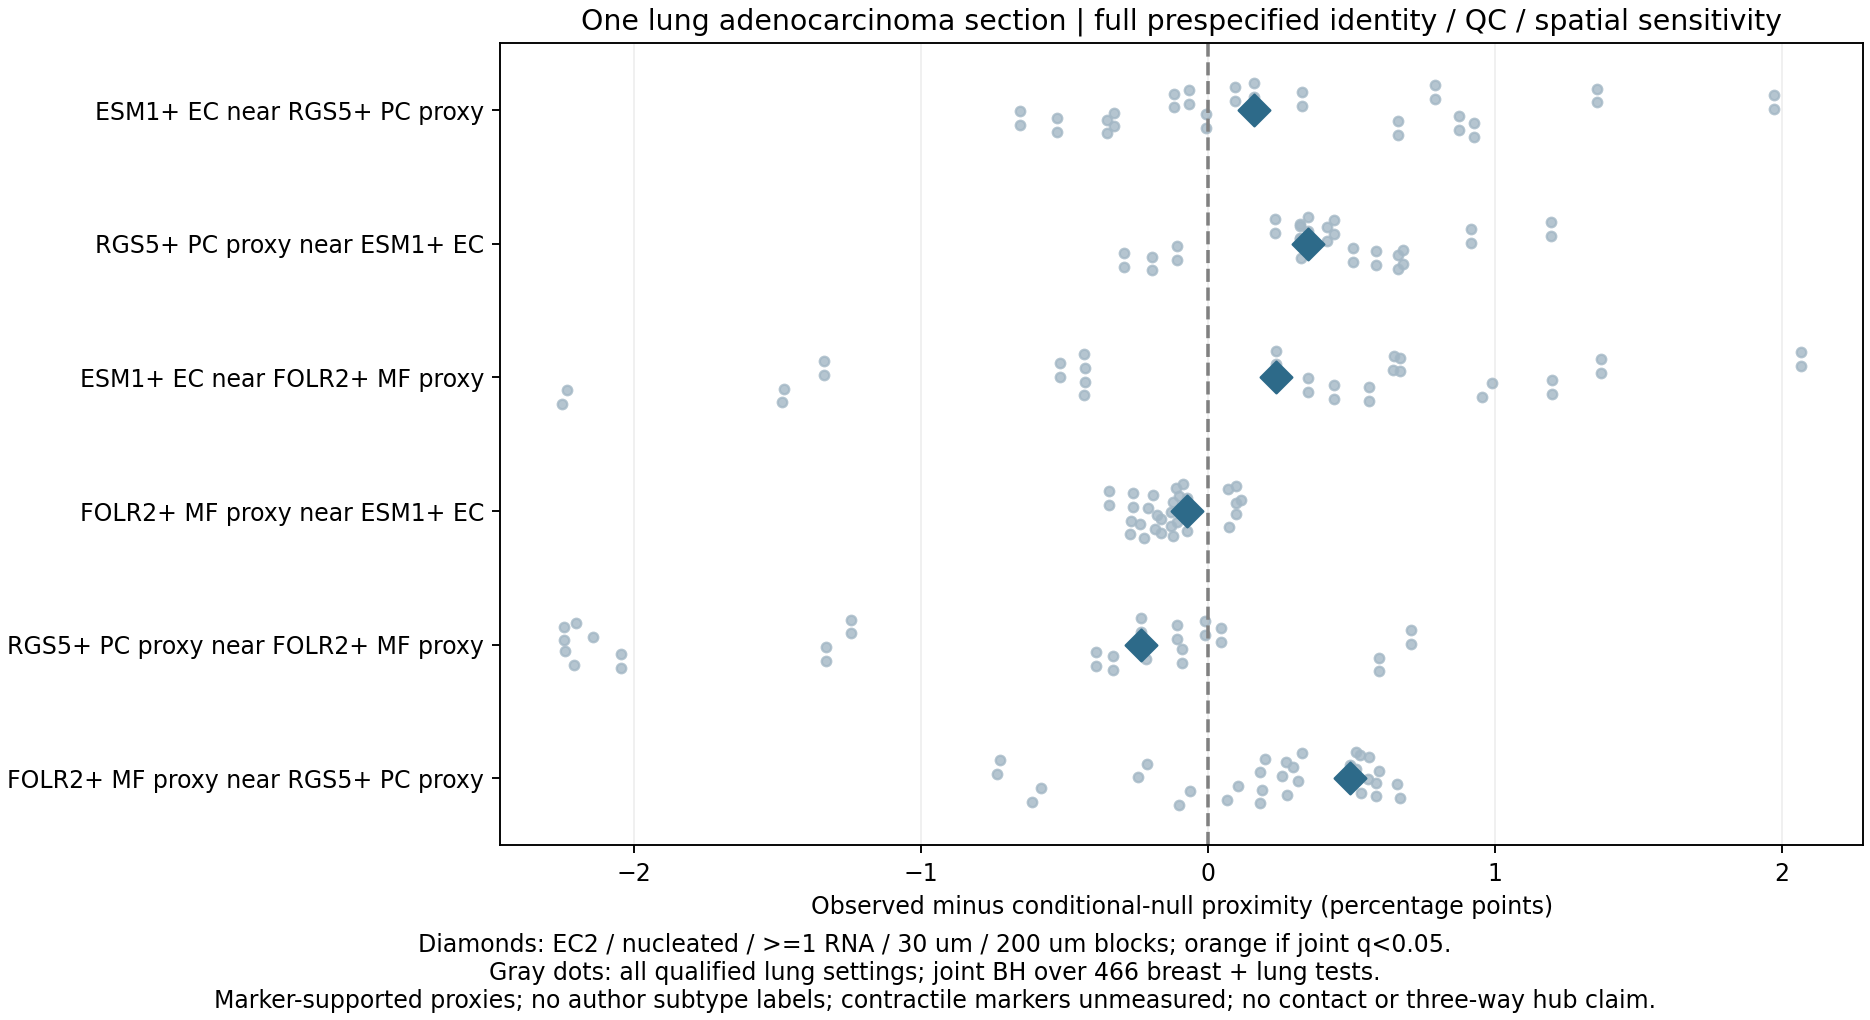 One lung adenocarcinoma section | full prespecified identity / QC / spatial sensitivity
ESM1+ EC near RGS5+ PC proxy
RGS5+ PC proxy near ESM1+ EC
ESM1+ EC near FOLR2+ MF proxy
FOLR2+ MF proxy near ESM1+ EC
RGS5+ PC proxy near FOLR2+ MF proxy
FOLR2+ MF proxy near RGS5+ PC proxy
−2 −1 0 1 2
Observed minus conditional-null proximity (percentage points)
Diamonds: EC2 / nucleated / >=1 RNA / 30 um / 200 um blocks; orange if joint q<0.05.
Gray dots: all qualified lung settings; joint BH over 466 breast + lung tests.
Marker-supported proxies; no author subtype labels; contractile markers unmeasured; no contact or three-way hub claim.